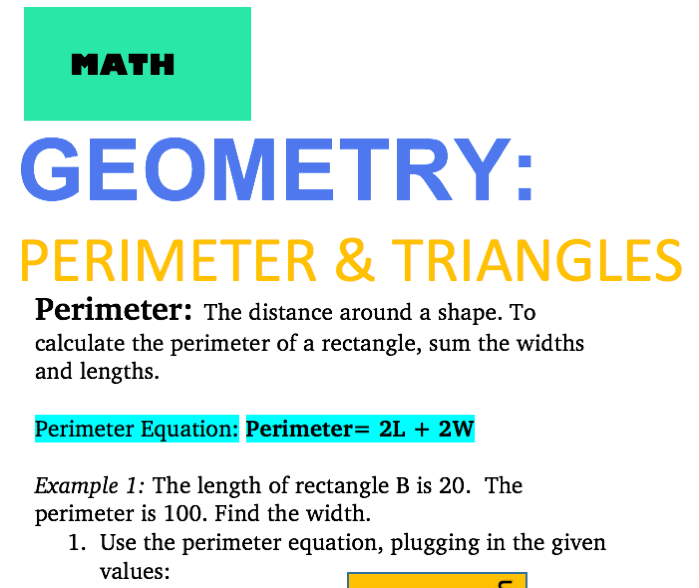 MATH
GEOMETRY:
PERIMETER & TRIANGLES
Perimeter: The distance around a shape. To
calculate the perimeter of a rectangle, sum the widths
and lengths.
Perimeter Equation: Perimeter= 2L + 2W
Example 1: The length of rectangle B is 20. The
perimeter is 100. Find the width.
1. Use the perimeter equation, plugging in the given
values: